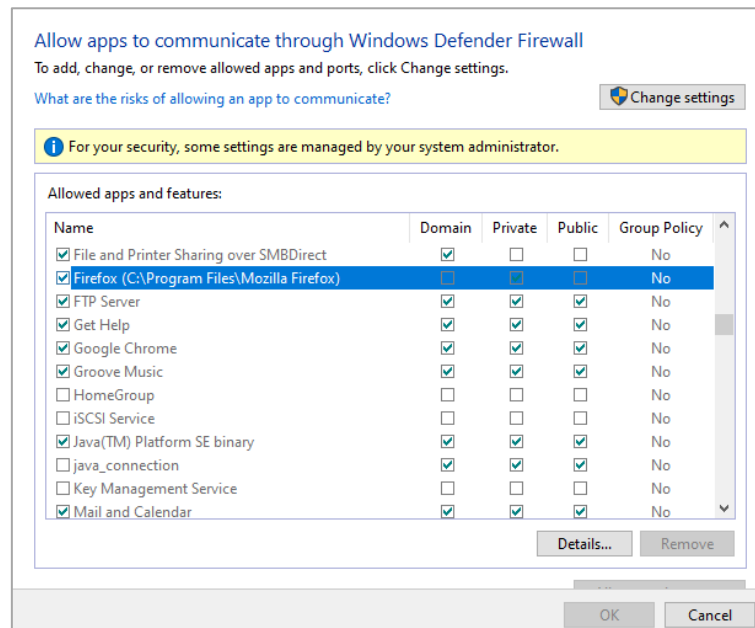 Allow apps to communicate through Windows Defender Firewall
To add, change, or remove allowed apps and ports, click Change settings.
What are the risks of allowing an app to communicate?
Change settings
For your security, some settings are managed by your system administrator.
Allowed apps and features:
Name Domain Private Public Group Policy
File and Printer Sharing over SMBDirect No
Firefox (C:\Program Files\Mozilla Firefox) No
FTP Server No
Get Help No
Google Chrome No
Groove Music No
HomeGroup No
iSCSI Service No
Java(TM) Platform SE binary No
java_connection No
Key Management Service No
Mail and Calendar No
Details... Remove
OK Cancel